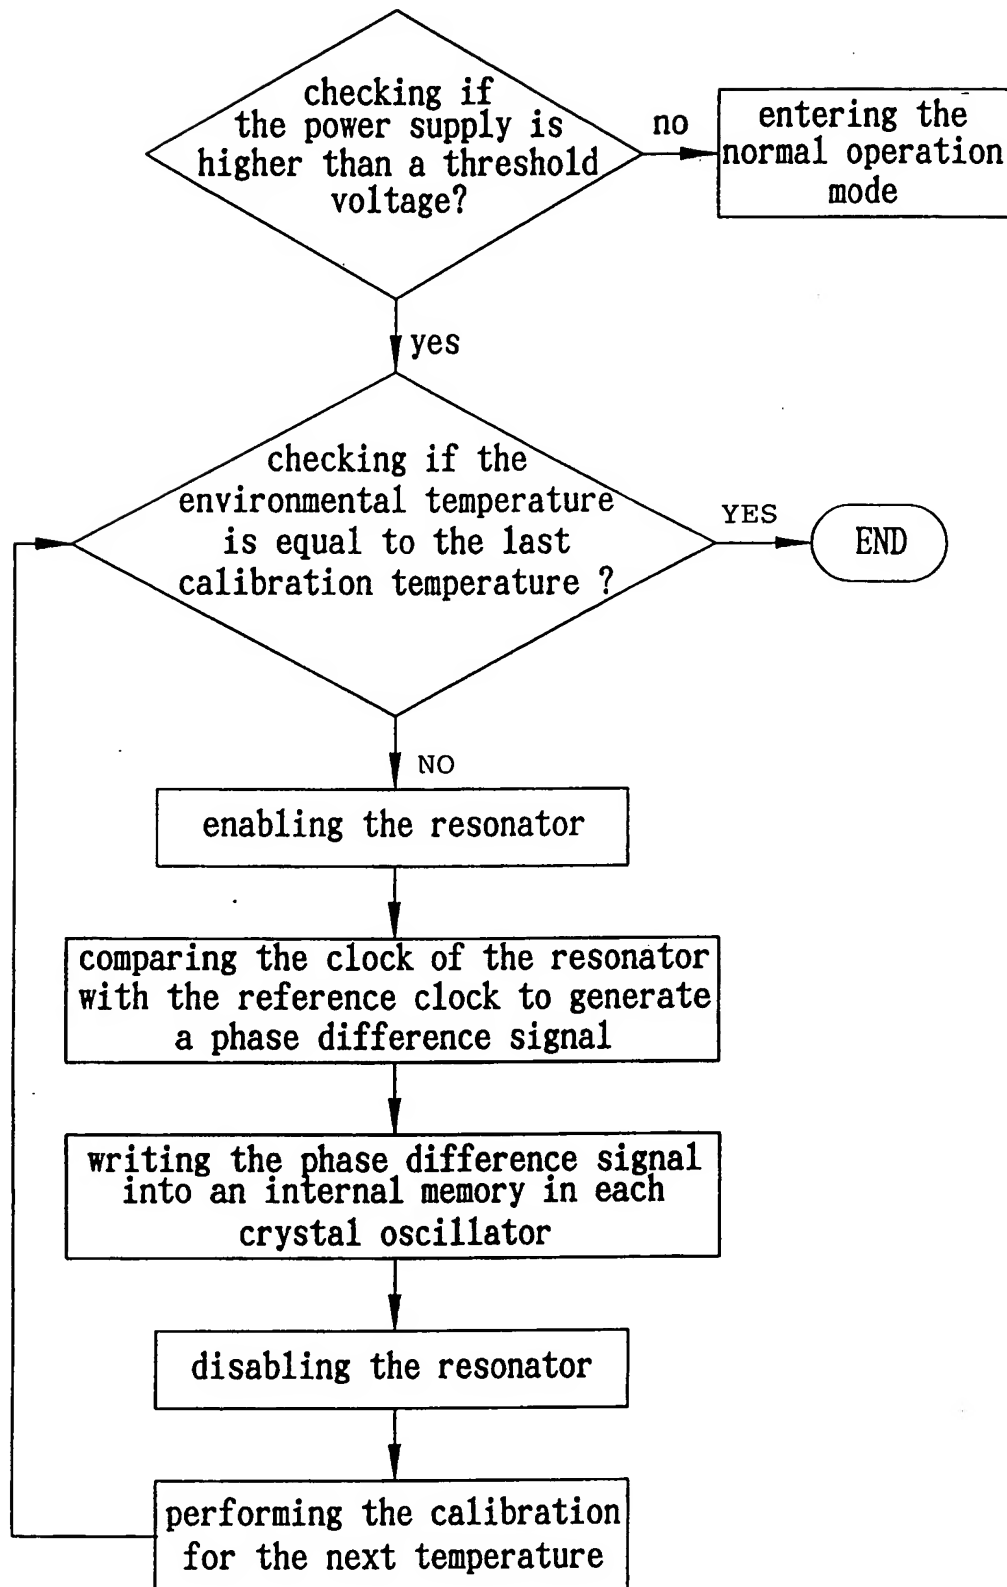 checking if
the power supply is
higher than a threshold
voltage?
no
entering the
normal operation
mode
yes
checking if the
environmental temperature
is equal to the last
calibration temperature ?
YES
END
NO
enabling the resonator
comparing the clock of the resonator
with the reference clock to generate
a phase difference signal
writing the phase difference signal
into an internal memory in each
crystal oscillator
disabling the resonator
performing the calibration
for the next temperature